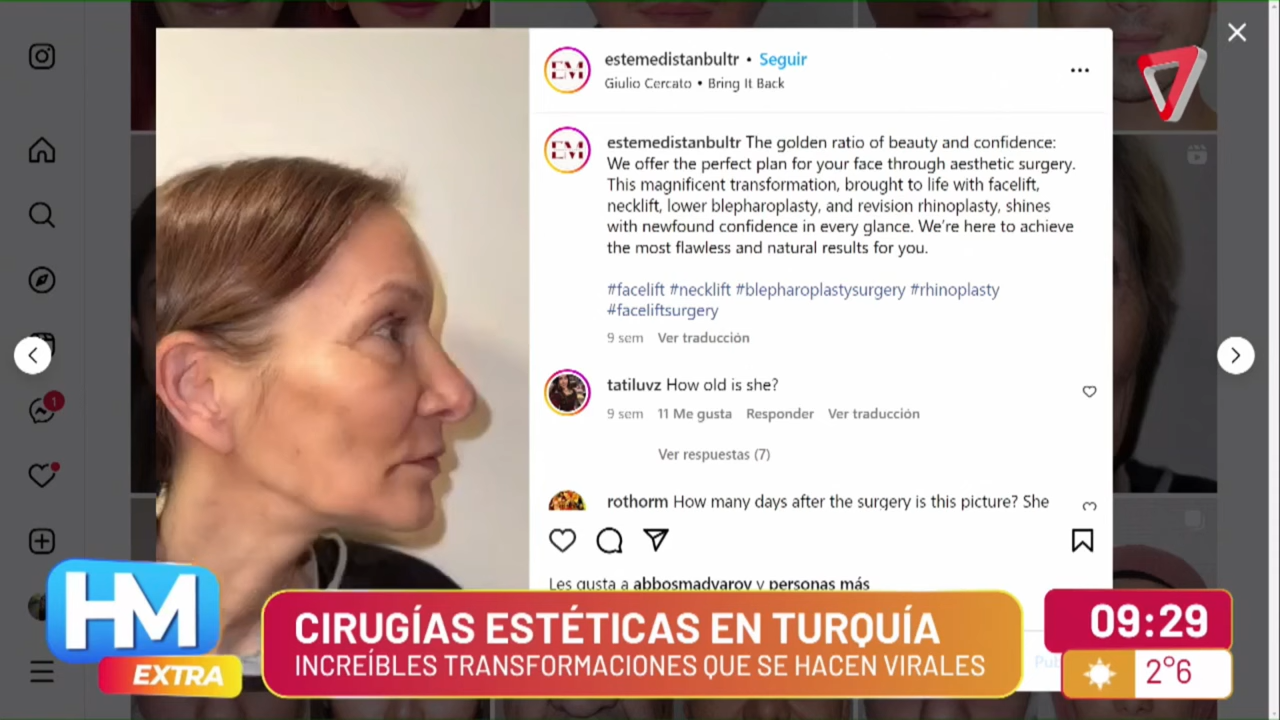 estemedistanbultr • Seguir
Giulio Cercato • Bring It Back
EM
EM
estemedistanbultr The golden ratio of beauty and confidence:
We offer the perfect plan for your face through aesthetic surgery.
This magnificent transformation, brought to life with facelift,
necklift, lower blepharoplasty, and revision rhinoplasty, shines
with newfound confidence in every glance. We're here to achieve
the most flawless and natural results for you.
#facelift #necklift #blepharoplastysurgery #rhinoplasty
#faceliftsurgery
9 sem Ver traducción
tatiluvz How old is she?
9 sem 11 Me gusta Responder Ver traducción
Ver respuestas (7)
rothorm How many days after the surgery is this picture? She
1
Les gusta a abbosmadyarov y personas más
HM
EXTRA
CIRUGÍAS ESTÉTICAS EN TURQUÍA
INCREÍBLES TRANSFORMACIONES QUE SE HACEN VIRALES
09:29
2°6